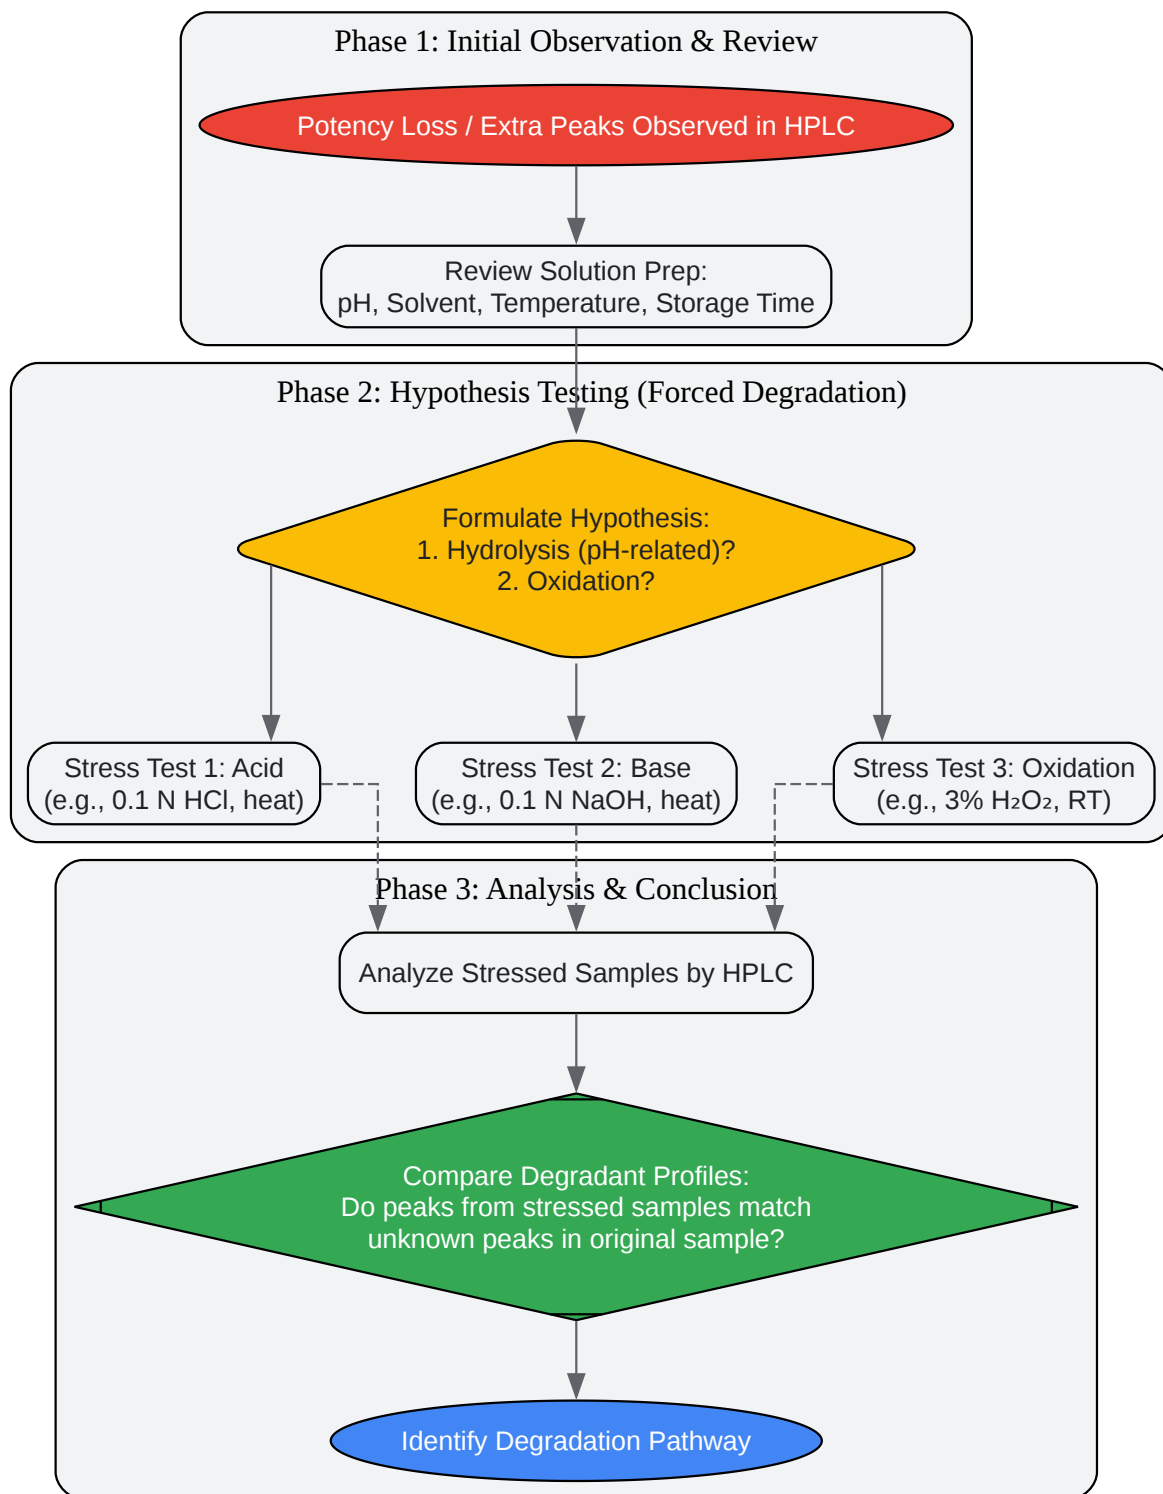 Phase 1: Initial Observation & Review
Potency Loss / Extra Peaks Observed in HPLC
Review Solution Prep:
pH, Solvent, Temperature, Storage Time
Phase 2: Hypothesis Testing (Forced Degradation)
Formulate Hypothesis:
1. Hydrolysis (pH-related)?
2. Oxidation?
Stress Test 1: Acid
(e.g., 0.1 N HCl, heat)
Stress Test 2: Base
(e.g., 0.1 N NaOH, heat)
Stress Test 3: Oxidation
(e.g., 3% H₂O₂, RT)
Phase 3: Analysis & Conclusion
Analyze Stressed Samples by HPLC
Compare Degradant Profiles:
Do peaks from stressed samples match
unknown peaks in original sample?
Identify Degradation Pathway